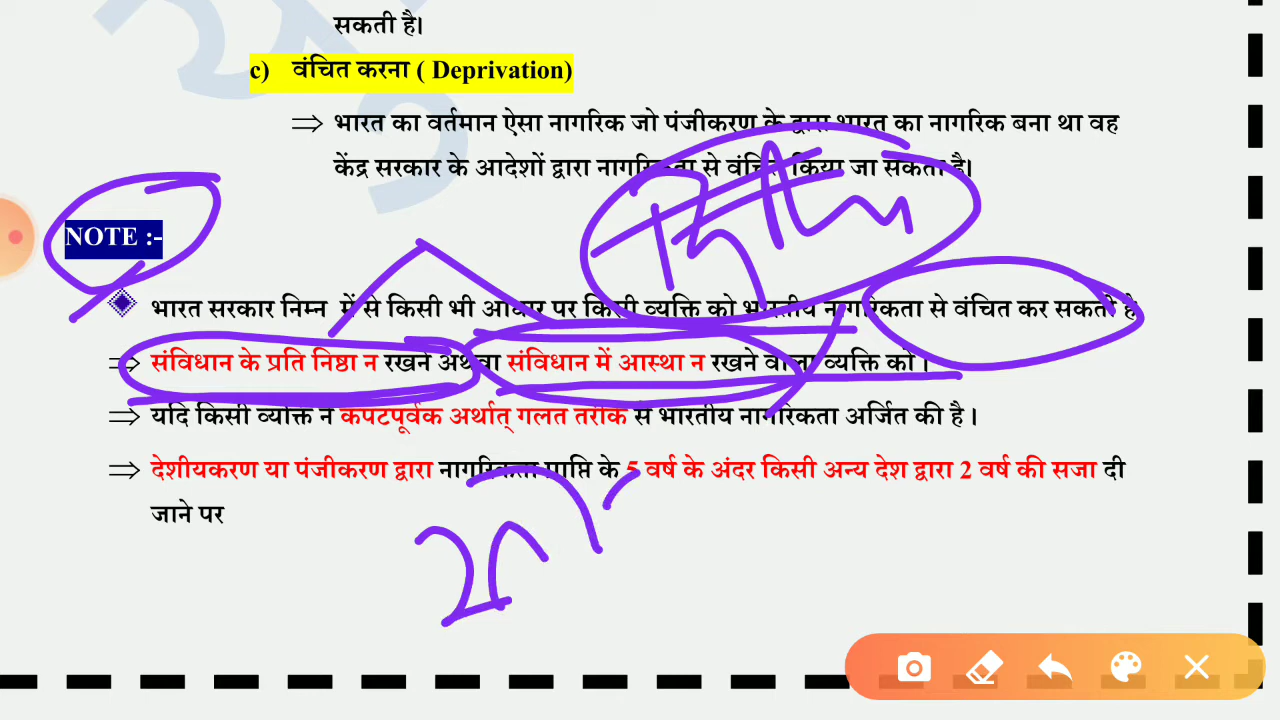 सकती है।
c) वंचित करना ( Deprivation)
⇒ भारत का वर्तमान ऐसा नागरिक जो पंजीकरण के द्वारा भारत का नागरिक बना था वह
केंद्र सरकार के आदेशों द्वारा नागरिकता से वंचित किया जा सकता है।
NOTE :-
भारत सरकार निम्न में से किसी भी आधार पर किसी व्यक्ति को भारतीय नागरिकता से वंचित कर सकती है
⇒ संविधान के प्रति निष्ठा न रखने अथवा संविधान में आस्था न रखने वाला व्यक्ति को।
⇒ यदि किसी व्यक्ति न कपटपूर्वक अर्थात् गलत तरीक से भारतीय नागरिकता अर्जित की है।
⇒ देशीयकरण या पंजीकरण द्वारा नागरिकता प्राप्ति के 5 वर्ष के अंदर किसी अन्य देश द्वारा 2 वर्ष की सजा दी
जाने पर